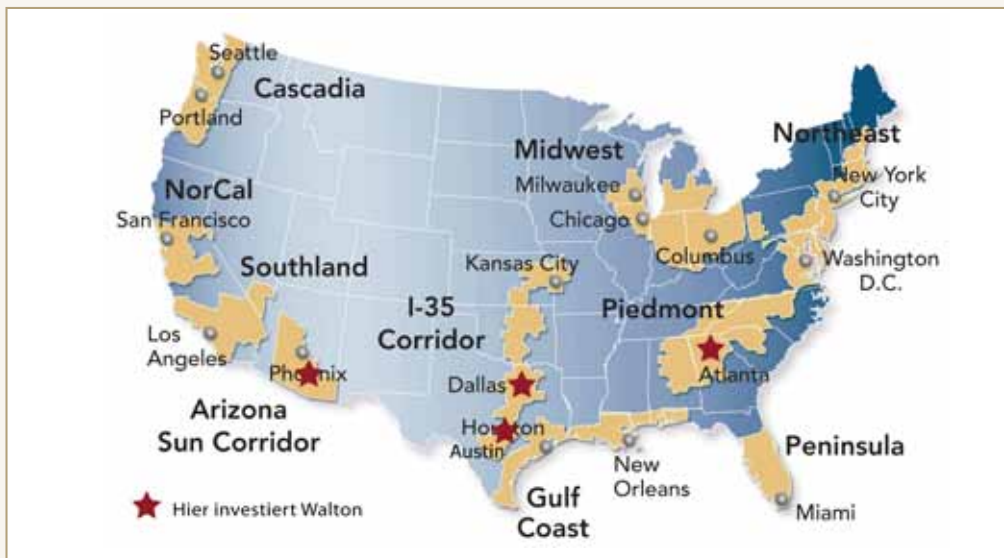 Seattle
Cascadia
Portland
Northeast
Midwest
New York
City
Milwaukee
NorCal
San Francisco
Chicago
Columbus
Washington
D.C.
Southland
Kansas City
Piedmont
I-35
Corridor
Los
Angeles
Phoenix
Dallas
Atlanta
Arizona
Sun Corridor
Houston
Austin
Peninsula
New
Orleans
Gulf
Coast
Miami
Hier investiert Walton